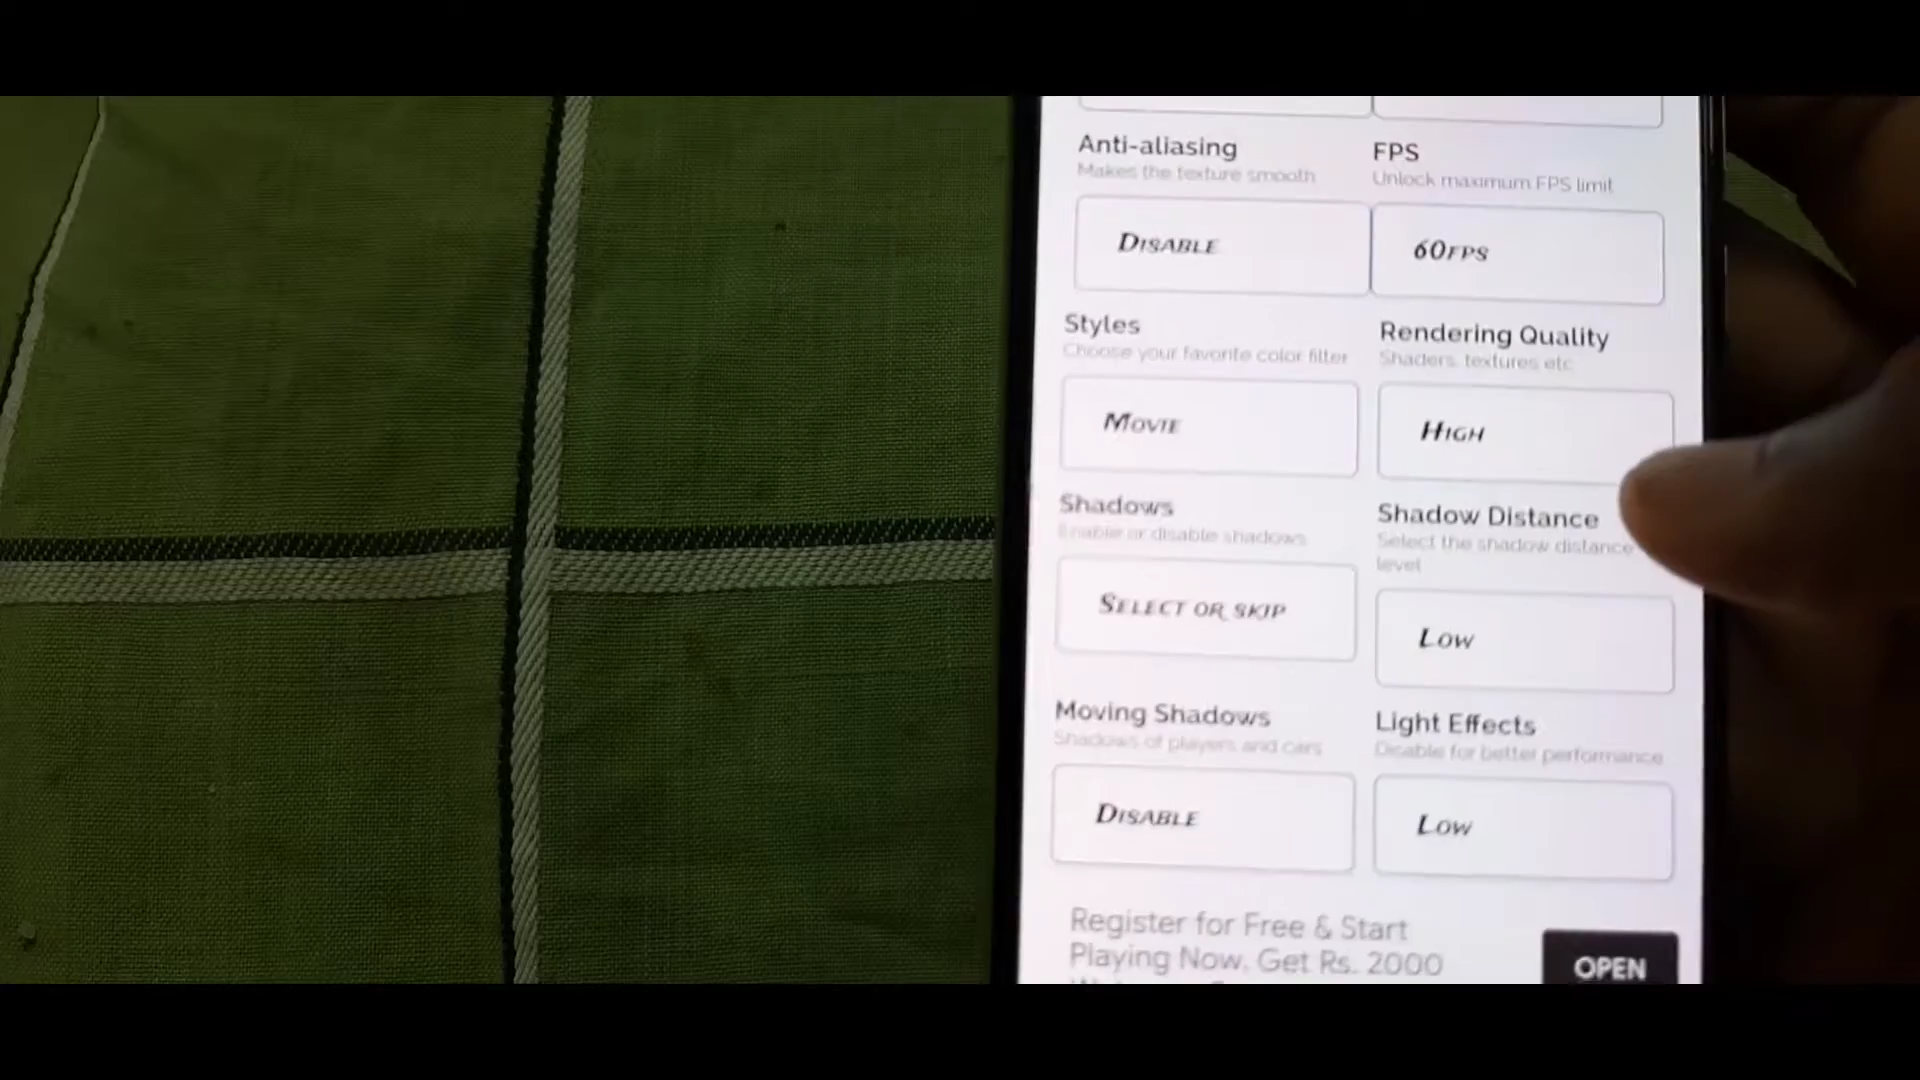 Anti-aliasing
Makes the texture smooth
DISABLE
FPS
Unlock maximum FPS limit
60FPS
Styles
Choose your favorite color filter
MOVIE
Rendering Quality
Shaders, textures etc
HIGH
Shadows
Enable or disable shadows
SELECT OR SKIP
Shadow Distance
Select the shadow distance
level
LOW
Moving Shadows
Shadows of players and cars
DISABLE
Light Effects
Disable for better performance
LOW
Register for Free & Start
Playing Now, Get Rs. 2000
OPEN